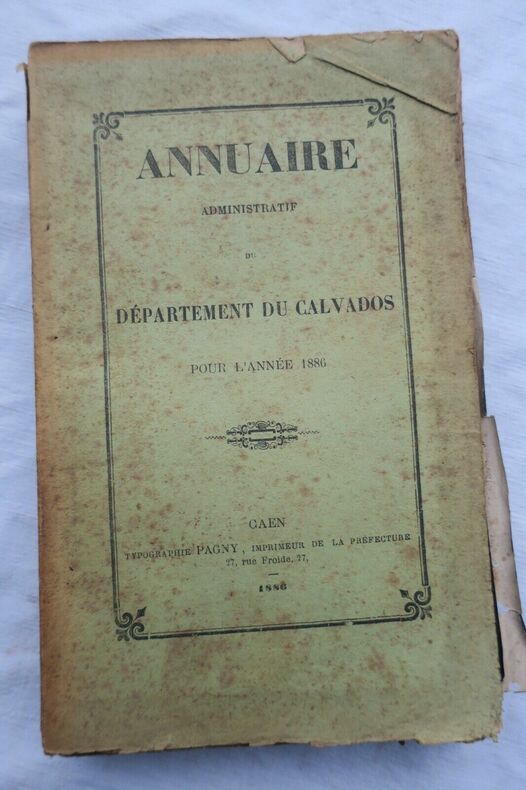 ANNUAIRE
ADMINISTRATIF
DU
DÉPARTEMENT DU CALVADOS
POUR L'ANNÉE 1886
CAEN
TYPOGRAPHIE PAGNY, IMPRIMEUR DE LA PRÉFECTURE
27, rue Froide, 27,
1886